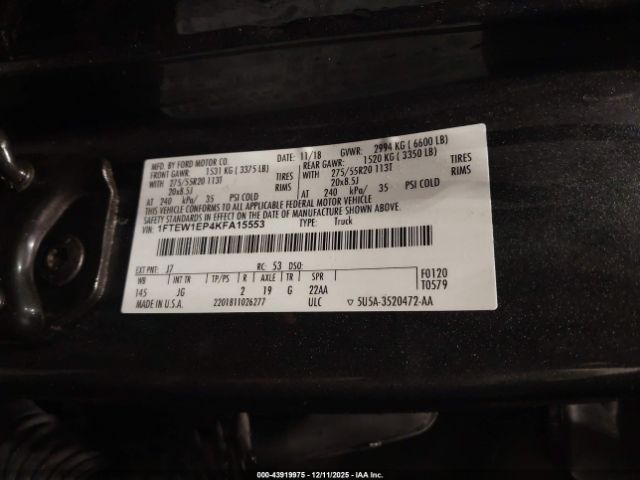 MFD. BY FORD MOTOR CO.
DATE: 11/18 GVWR: 2994 KG ( 6600 LB)
FRONT GAWR: 1531 KG ( 3375 LB) REAR GAWR: 1520 KG ( 3350 LB)
WITH 275/55R20 113T TIRES WITH 275/55R20 113T TIRES
20x8.5J RIMS 20x8.5J RIMS
AT 240 kPa/ 35 PSI COLD AT 240 kPa/ 35 PSI COLD
THIS VEHICLE CONFORMS TO ALL APPLICABLE FEDERAL MOTOR VEHICLE
SAFETY STANDARDS IN EFFECT ON THE DATE OF MANUFACTURE SHOWN ABOVE.
VIN: 1FTEW1EP4KFA15553 TYPE: Truck
EXT PNT: J7 RC: 53 DSO:
WB INT TR TP/PS R AXLE TR SPR F0120
145 JG 2 19 G 22AA T0579
MADE IN U.S.A. 2201811026277 ULC ▽ 5U5A-3520472-AA
000-43919975 - 12/11/2025 - IAA Inc.